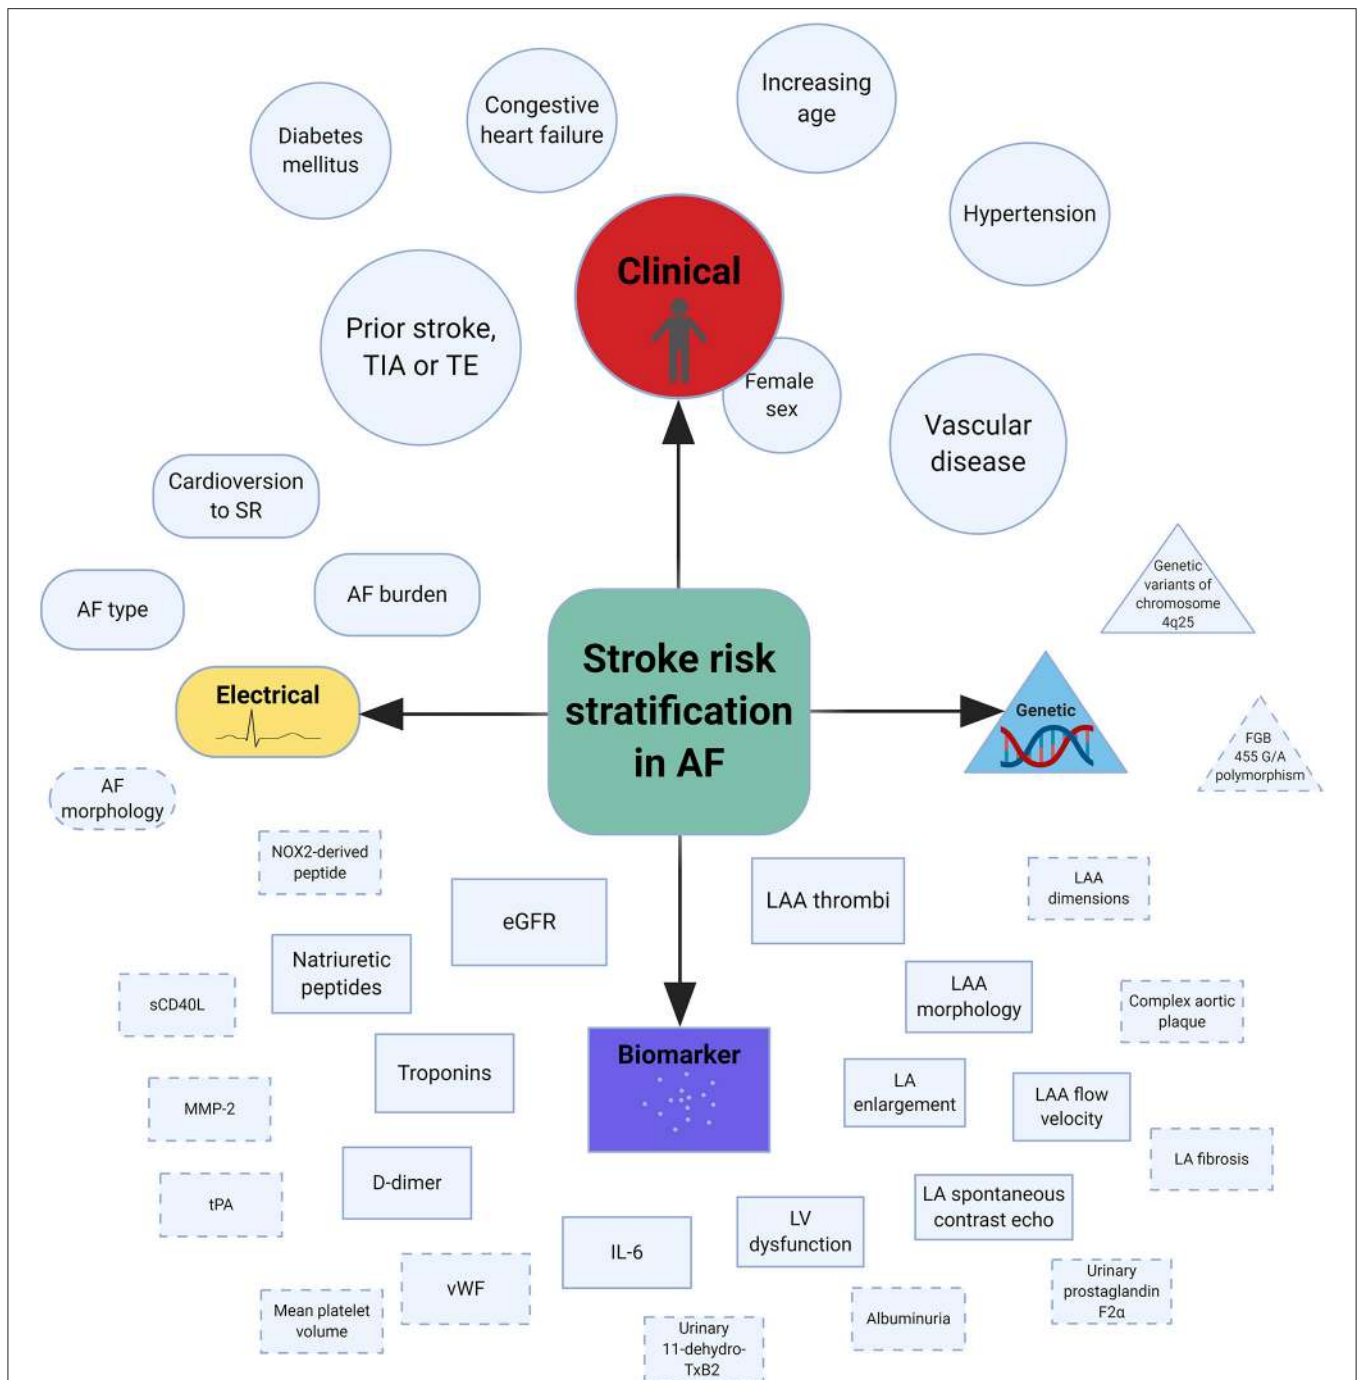 Increasing
age
Congestive
heart failure
Diabetes
mellitus
Hypertension
Clinical
Prior stroke,
TIA or TE
Female
sex
Vascular
disease
Cardioversion
to SR
AF type
AF burden
Genetic
variants of
chromosome
4q25
Stroke risk
stratification
in AF
Electrical
Genetic
FGB
455 G/A
polymorphism
AF
morphology
NOX2-derived
peptide
eGFR
LAA thrombi
LAA
dimensions
Natriuretic
peptides
LAA
morphology
sCD40L
Complex aortic
plaque
Biomarker
Troponins
LA
enlargement
LAA flow
velocity
MMP-2
LA fibrosis
D-dimer
tPA
LA spontaneous
contrast echo
LV
dysfunction
IL-6
vWF
Urinary
prostaglandin
F2α
Mean platelet
volume
Albuminuria
Urinary
11-dehydro-
TxB2